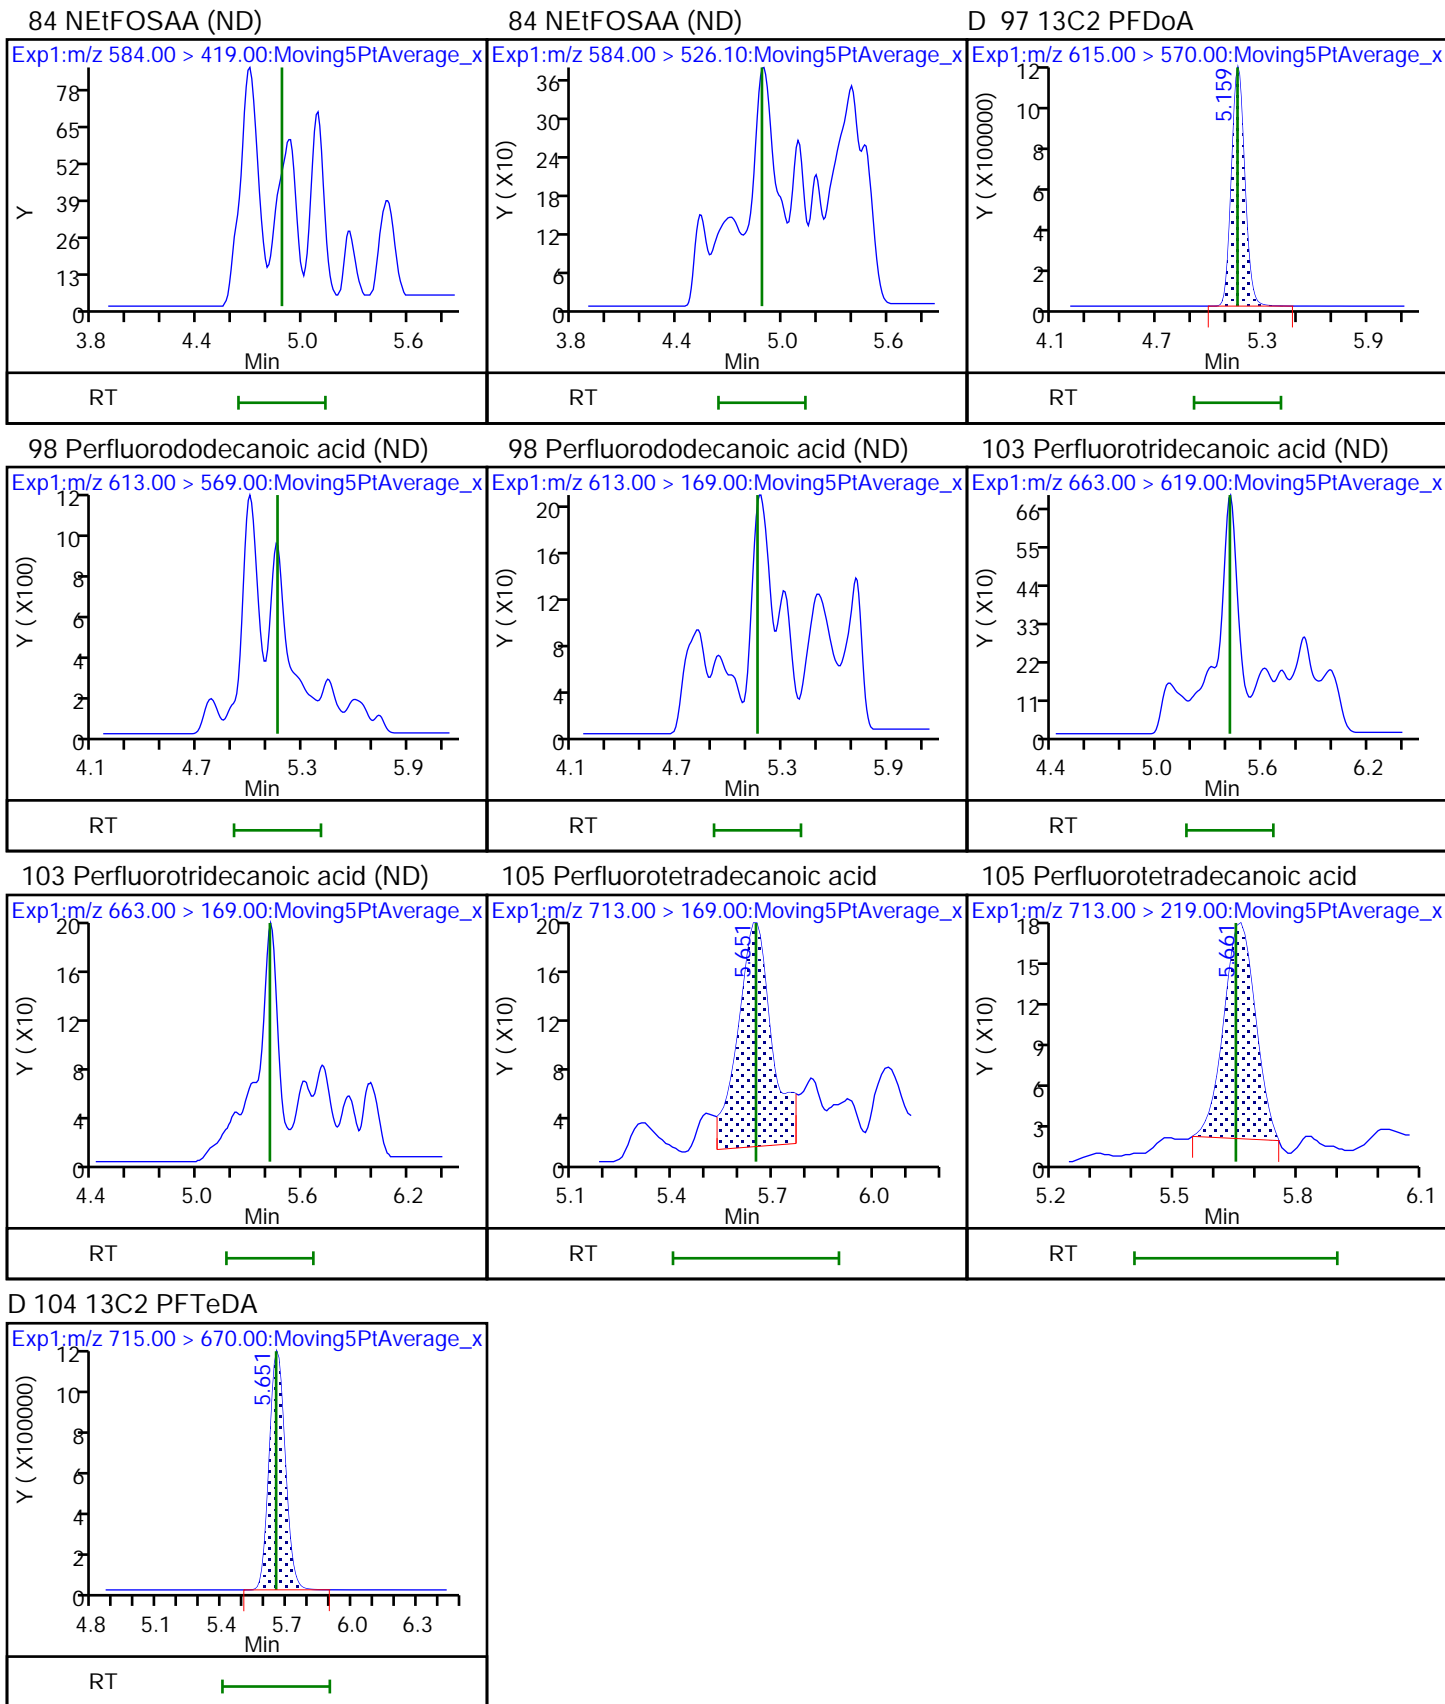 84 NEtFOSAA (ND)
Exp1:m/z 584.00 > 419.00:Moving5PtAverage_x
Y
78
65
52
39
26
13
0
3.8 4.4 5.0 5.6
Min
RT
84 NEtFOSAA (ND)
Exp1:m/z 584.00 > 526.10:Moving5PtAverage_x
Y ( X10)
36
30
24
18
12
6
0
3.8 4.4 5.0 5.6
Min
RT
D 97 13C2 PFDoA
Exp1:m/z 615.00 > 570.00:Moving5PtAverage_x
5.159
Y ( X100000)
12
10
8
6
4
2
0
4.1 4.7 5.3 5.9
Min
RT
98 Perfluorododecanoic acid (ND)
Exp1:m/z 613.00 > 569.00:Moving5PtAverage_x
Y ( X100)
12
10
8
6
4
2
0
4.1 4.7 5.3 5.9
Min
RT
98 Perfluorododecanoic acid (ND)
Exp1:m/z 613.00 > 169.00:Moving5PtAverage_x
Y ( X10)
20
16
12
8
4
0
4.1 4.7 5.3 5.9
Min
RT
103 Perfluorotridecanoic acid (ND)
Exp1:m/z 663.00 > 619.00:Moving5PtAverage_x
Y ( X10)
66
55
44
33
22
11
0
4.4 5.0 5.6 6.2
Min
RT
103 Perfluorotridecanoic acid (ND)
Exp1:m/z 663.00 > 169.00:Moving5PtAverage_x
Y ( X10)
20
16
12
8
4
0
4.4 5.0 5.6 6.2
Min
RT
105 Perfluorotetradecanoic acid
Exp1:m/z 713.00 > 169.00:Moving5PtAverage_x
5.651
Y ( X10)
20
16
12
8
4
0
5.1 5.4 5.7 6.0
Min
RT
105 Perfluorotetradecanoic acid
Exp1:m/z 713.00 > 219.00:Moving5PtAverage_x
5.661
Y ( X10)
18
15
12
9
6
3
0
5.2 5.5 5.8 6.1
Min
RT
D 104 13C2 PFTeDA
Exp1:m/z 715.00 > 670.00:Moving5PtAverage_x
5.651
Y ( X100000)
12
10
8
6
4
2
0
4.8 5.1 5.4 5.7 6.0 6.3
Min
RT